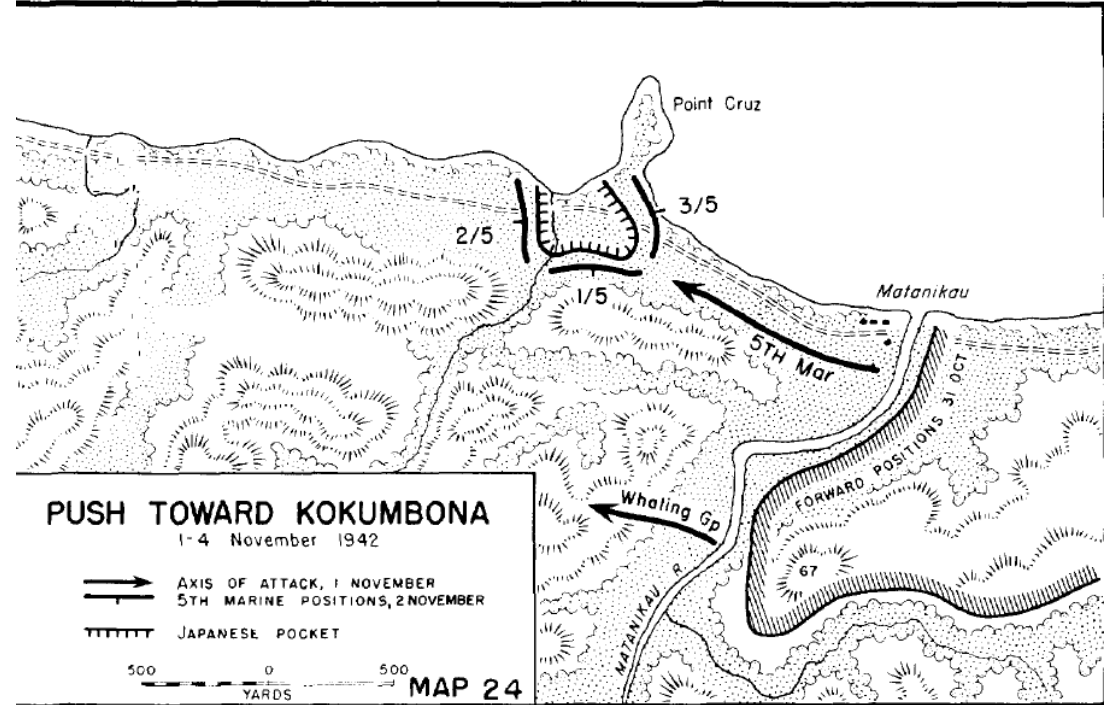 Point Cruz
3/5
2/5
1/5
Matanikau
5TH Mar
FORWARD POSITIONS 31 OCT
Whaling Gp
67
MATANIKAU R.
PUSH TOWARD KOKUMBONA
1-4 November 1942
AXIS OF ATTACK, 1 NOVEMBER
5TH MARINE POSITIONS, 2 NOVEMBER
JAPANESE POCKET
500 0 500
YARDS
MAP 24